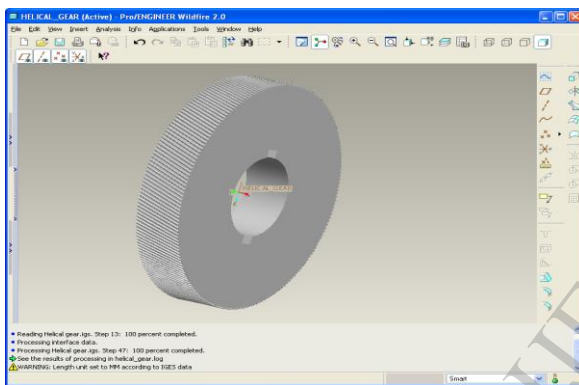 HELICAL_GEAR (Active) - Pro/ENGINEER Wildfire 2.0
File Edit View Insert Analysis Info Applications Tools Window Help
HELICAL_GEAR
Reading Helical gear.igs. Step 13: 100 percent completed.
Processing interface data.
Processing Helical gear.igs. Step 47: 100 percent completed.
See the results of processing in helical_gear.log
WARNING: Length unit set to MM according to IGES data
Smart